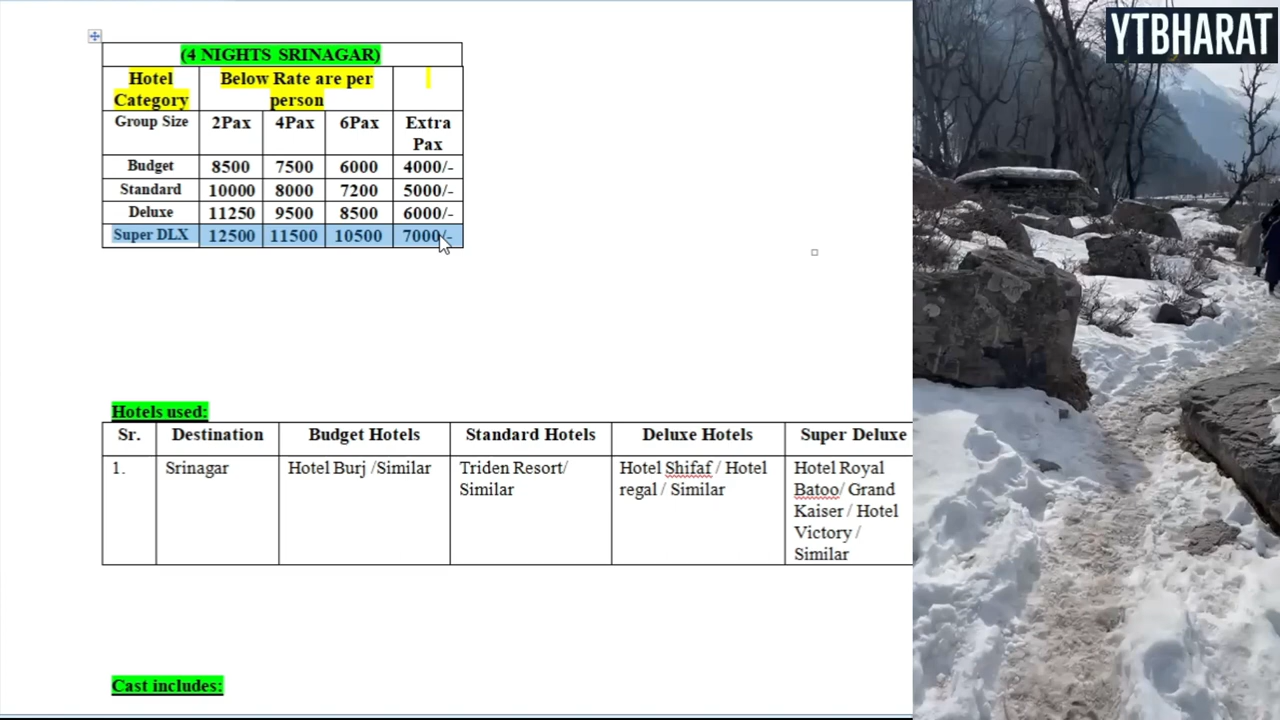 YTBHARAT
(4 NIGHTS SRINAGAR)
Hotel Category Below Rate are per person
Group Size 2Pax 4Pax 6Pax Extra Pax
Budget 8500 7500 6000 4000/-
Standard 10000 8000 7200 5000/-
Deluxe 11250 9500 8500 6000/-
Super DLX 12500 11500 10500 7000/-
Hotels used:
Sr. Destination Budget Hotels Standard Hotels Deluxe Hotels Super Deluxe
1. Srinagar Hotel Burj /Similar Triden Resort/ Similar Hotel Shifaf / Hotel regal / Similar Hotel Royal Batoo/ Grand Kaiser / Hotel Victory / Similar
Cast includes: